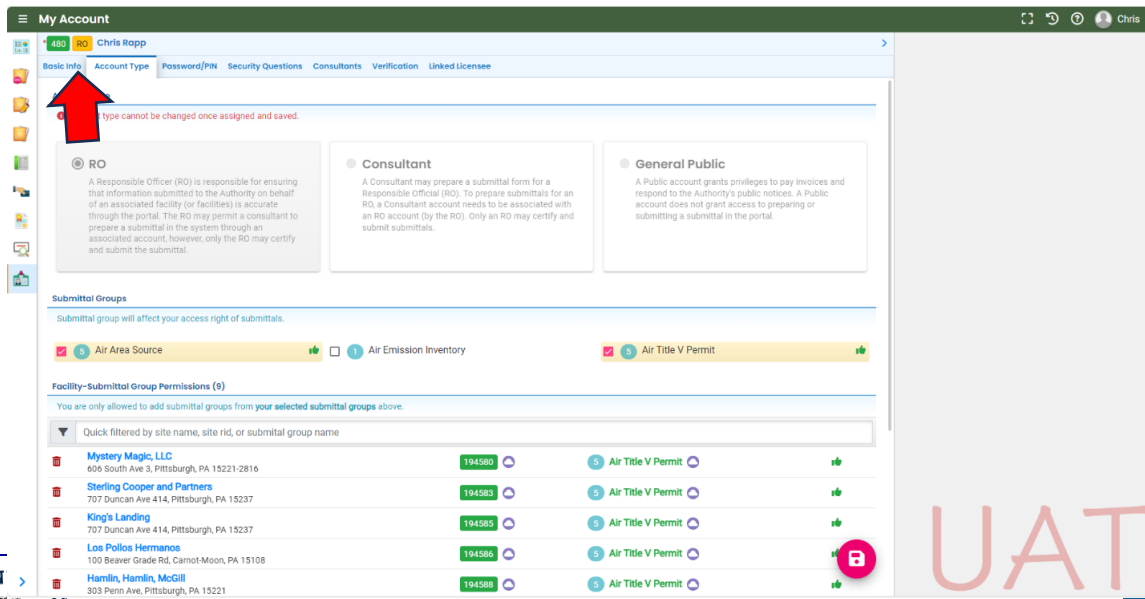 My Account
Chris
480 RO Chris Rapp
Basic Info Account Type Password/PIN Security Questions Consultants Verification Linked Licensee
type cannot be changed once assigned and saved.
RO
A Responsible Officer (RO) is responsible for ensuring
that information submitted to the Authority on behalf
of an associated facility (or facilities) is accurate
through the portal. The RO may permit a consultant to
prepare a submittal in the system through an
associated account, however, only the RO may certify
and submit the submittal.
Consultant
A Consultant may prepare a submittal form for a
Responsible Official (RO). To prepare submittals for an
RO, a Consultant account needs to be associated with
an RO account (by the RO). Only an RO may certify and
submit submittals.
General Public
A Public account grants privileges to pay invoices and
respond to the Authority's public notices. A Public
account does not grant access to preparing or
submitting a submittal in the portal.
Submittal Groups
Submittal group will affect your access right of submittals.
5 Air Area Source
1 Air Emission Inventory
5 Air Title V Permit
Facility-Submittal Group Permissions (9)
You are only allowed to add submittal groups from your selected submittal groups above.
Quick filtered by site name, site rid, or submital group name
Mystery Magic, LLC
606 South Ave 3, Pittsburgh, PA 15221-2816
194580
5 Air Title V Permit
Sterling Cooper and Partners
707 Duncan Ave 414, Pittsburgh, PA 15237
194583
5 Air Title V Permit
King's Landing
707 Duncan Ave 414, Pittsburgh, PA 15237
194585
5 Air Title V Permit
Los Pollos Hermanos
100 Beaver Grade Rd, Carnot-Moon, PA 15108
194586
5 Air Title V Permit
Hamlin, Hamlin, McGill
303 Penn Ave, Pittsburgh, PA 15221
194588
5 Air Title V Permit
UAT